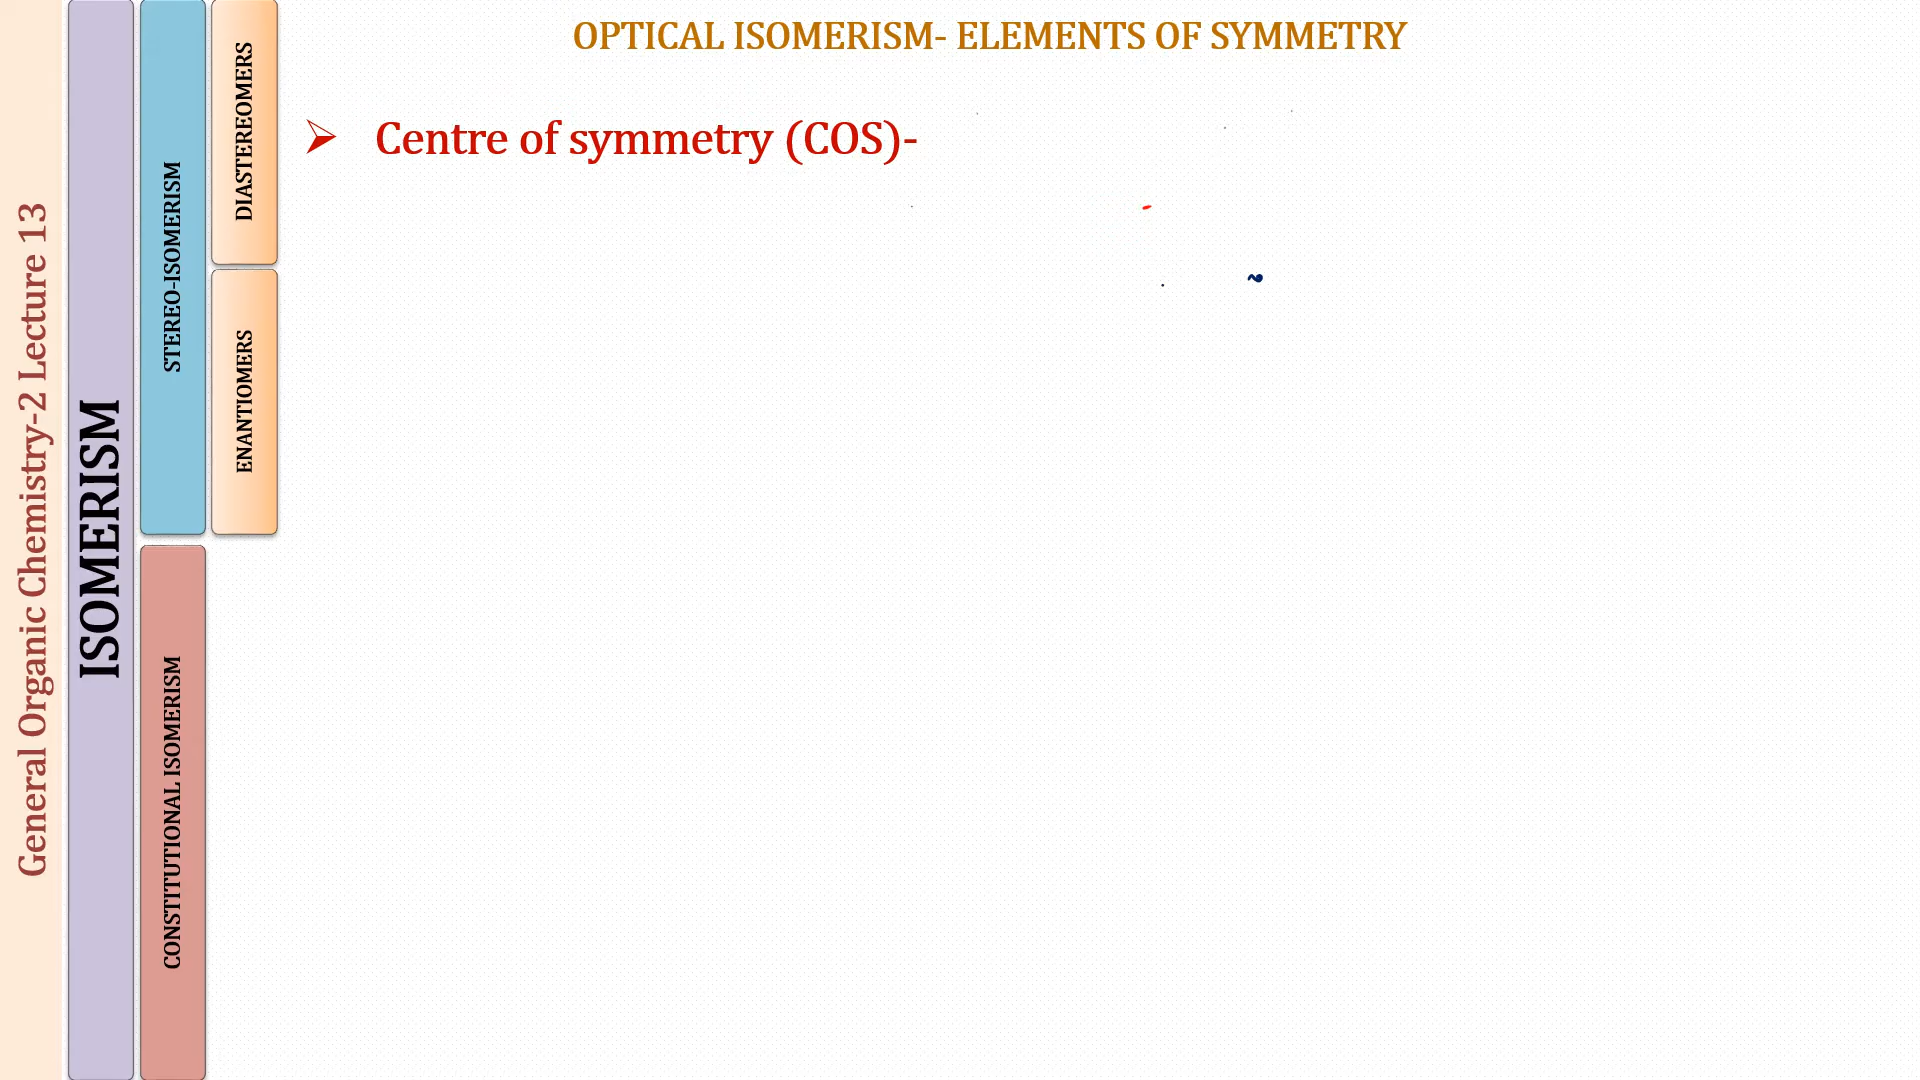 General Organic Chemistry-2 Lecture 13
ISOMERISM
STEREO-ISOMERISM
CONSTITUTIONAL ISOMERISM
DIASTEREOMERS
ENANTIOMERS
OPTICAL ISOMERISM- ELEMENTS OF SYMMETRY
➢ Centre of symmetry (COS)-